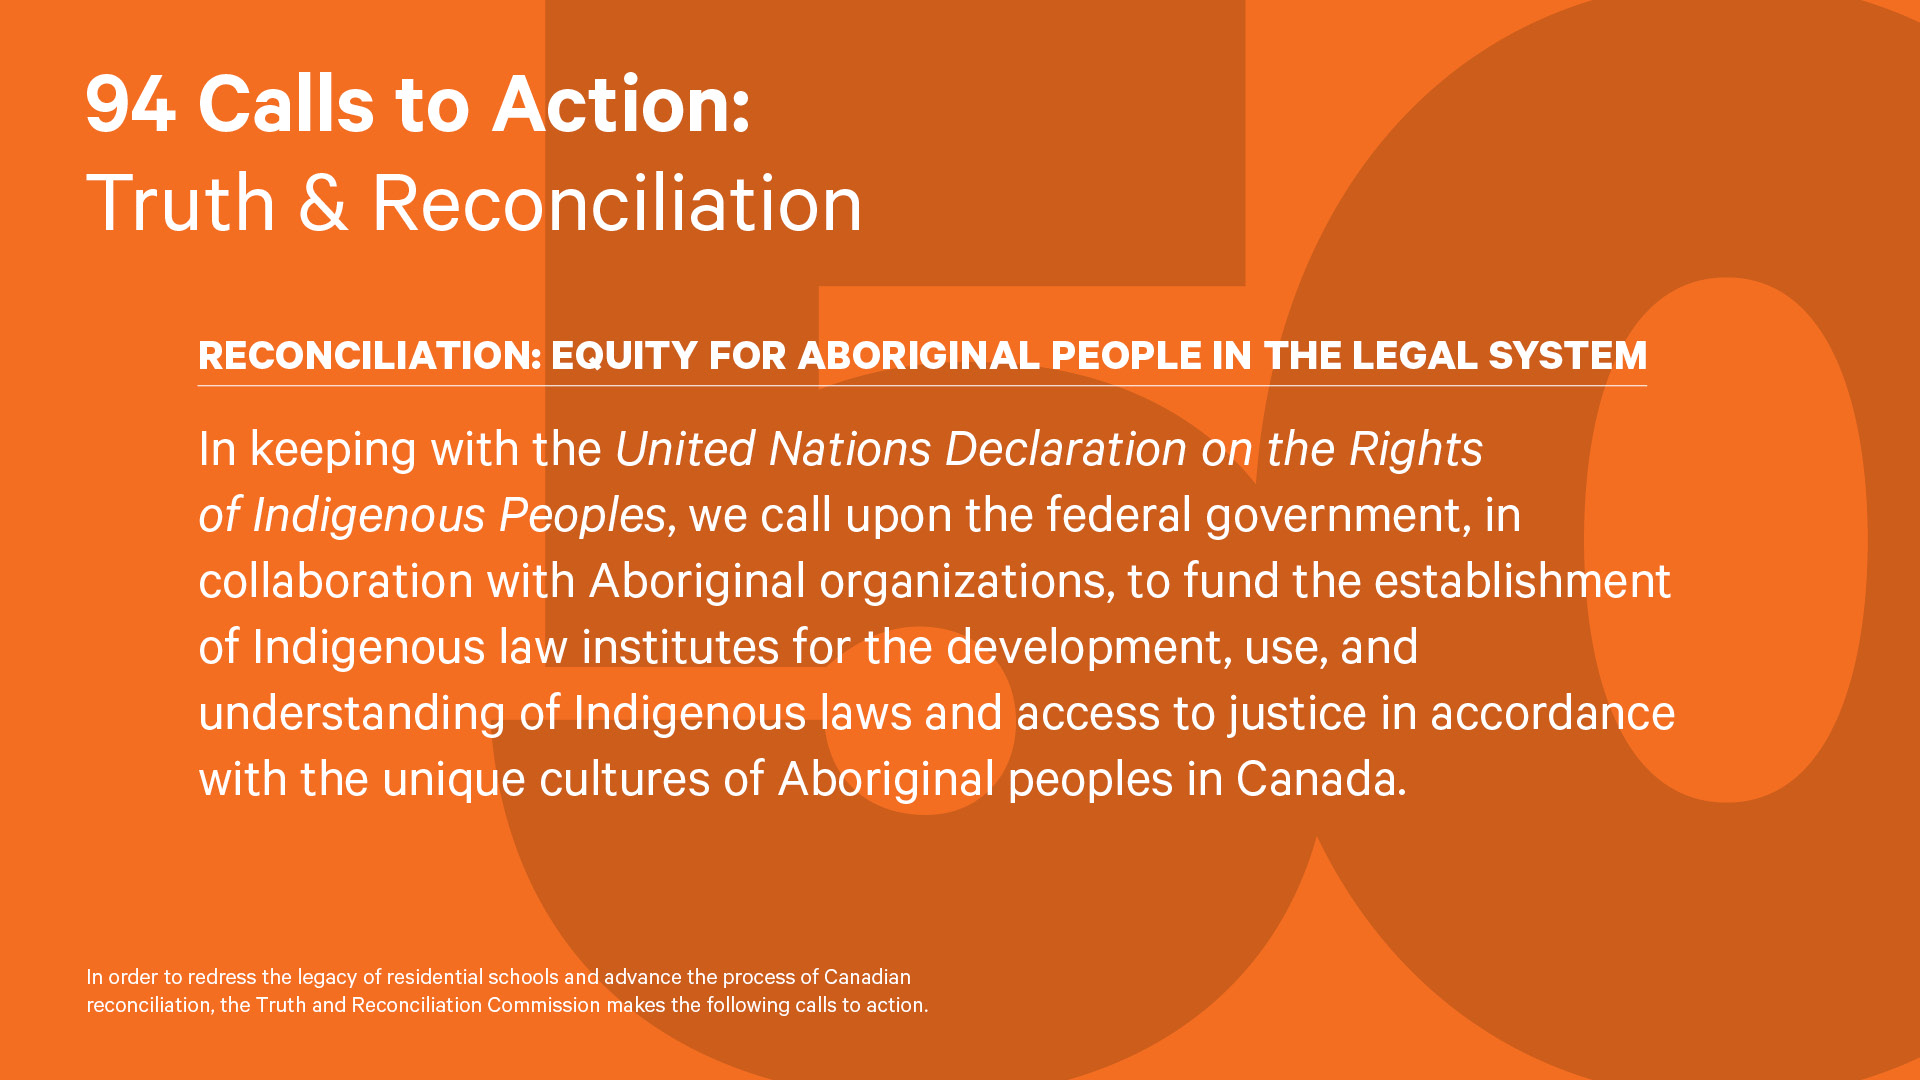 94 Calls to Action:
Truth & Reconciliation
50
RECONCILIATION: EQUITY FOR ABORIGINAL PEOPLE IN THE LEGAL SYSTEM
In keeping with the United Nations Declaration on the Rights
of Indigenous Peoples, we call upon the federal government, in
collaboration with Aboriginal organizations, to fund the establishment
of Indigenous law institutes for the development, use, and
understanding of Indigenous laws and access to justice in accordance
with the unique cultures of Aboriginal peoples in Canada.
In order to redress the legacy of residential schools and advance the process of Canadian
reconciliation, the Truth and Reconciliation Commission makes the following calls to action.